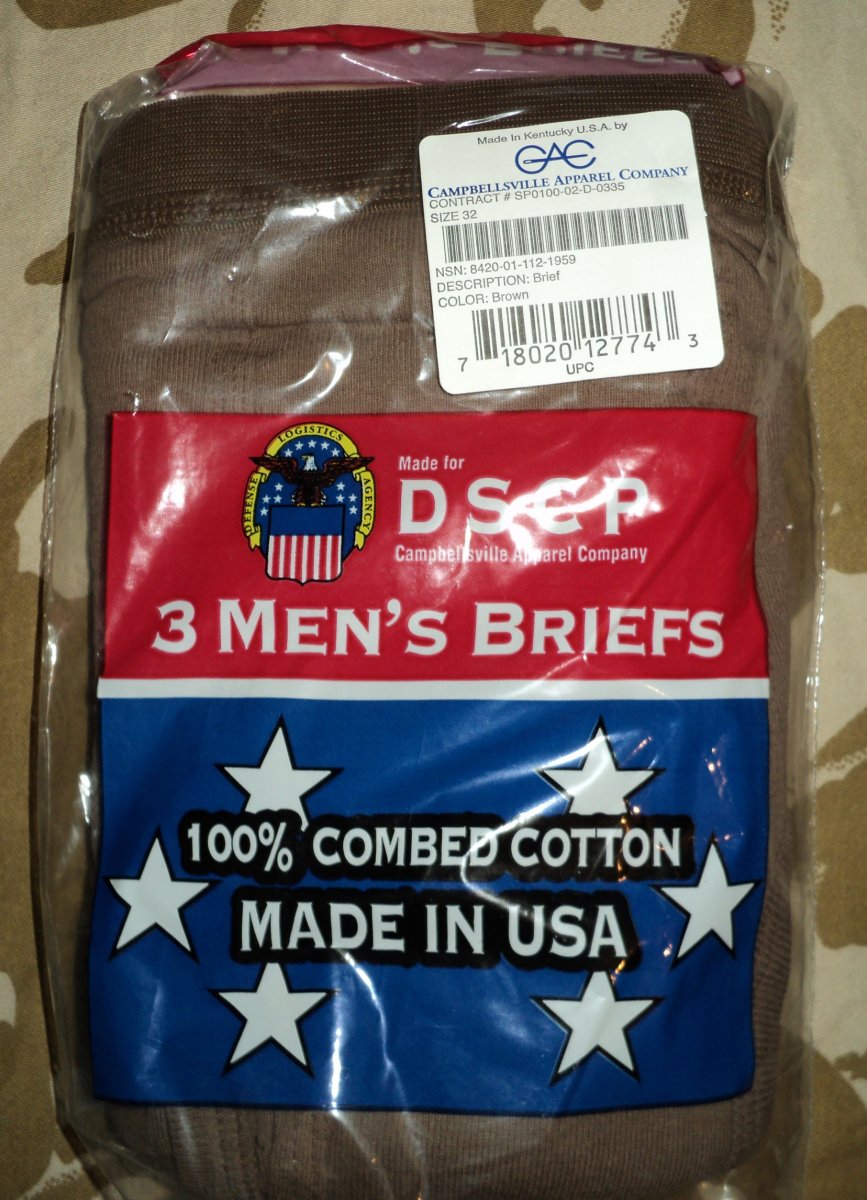 BRIEFS
Made In Kentucky U.S.A. by
CAC
CAMPBELLSVILLE APPAREL COMPANY
CONTRACT # SP0100-02-D-0335
SIZE 32
NSN: 8420-01-112-1959
DESCRIPTION: Brief
COLOR: Brown
7 18020 12774 3
UPC
DEFENSE LOGISTICS AGENCY
Made for
DSCP
Campbellsville Apparel Company
3 MEN'S BRIEFS
100% COMBED COTTON
MADE IN USA